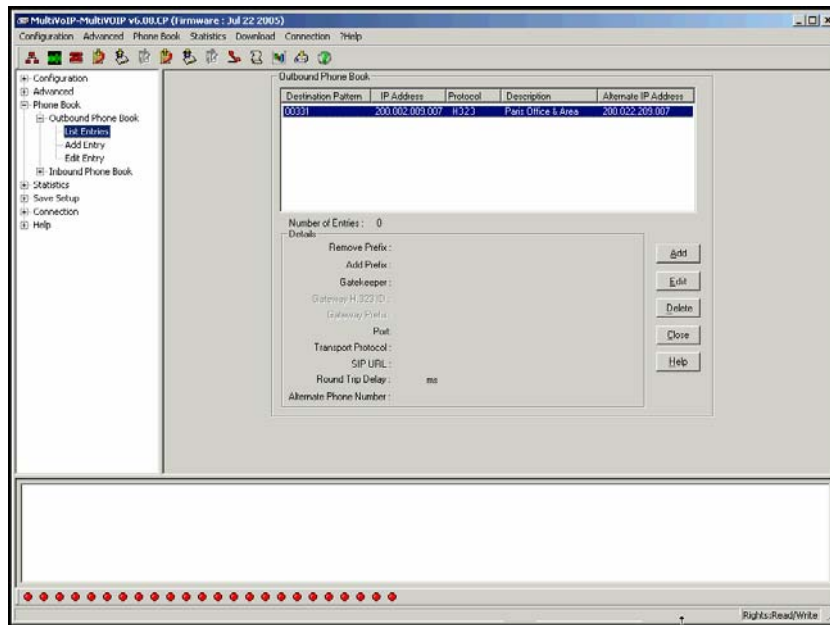 MultiVoIP-MultiVOIP v6.00.CP (Firmware : Jul 22 2005)
Configuration Advanced Phone Book Statistics Download Connection ?Help
Configuration
Advanced
Phone Book
Outbound Phone Book
List Entries
Add Entry
Edit Entry
Inbound Phone Book
Statistics
Save Setup
Connection
Help
Outbound Phone Book
Destination Pattern IP Address Protocol Description Alternate IP Address
00331 200.002.009.007 H323 Paris Office & Area 200.022.209.007
Number of Entries : 0
Details
Remove Prefix :
Add Prefix :
Gatekeeper :
Gateway H.323 ID :
Gateway Prefix :
Port
Transport Protocol :
SIP URL :
Round Trip Delay : ms
Alternate Phone Number :
Add
Edit
Delete
Close
Help
Rights:Read/Write